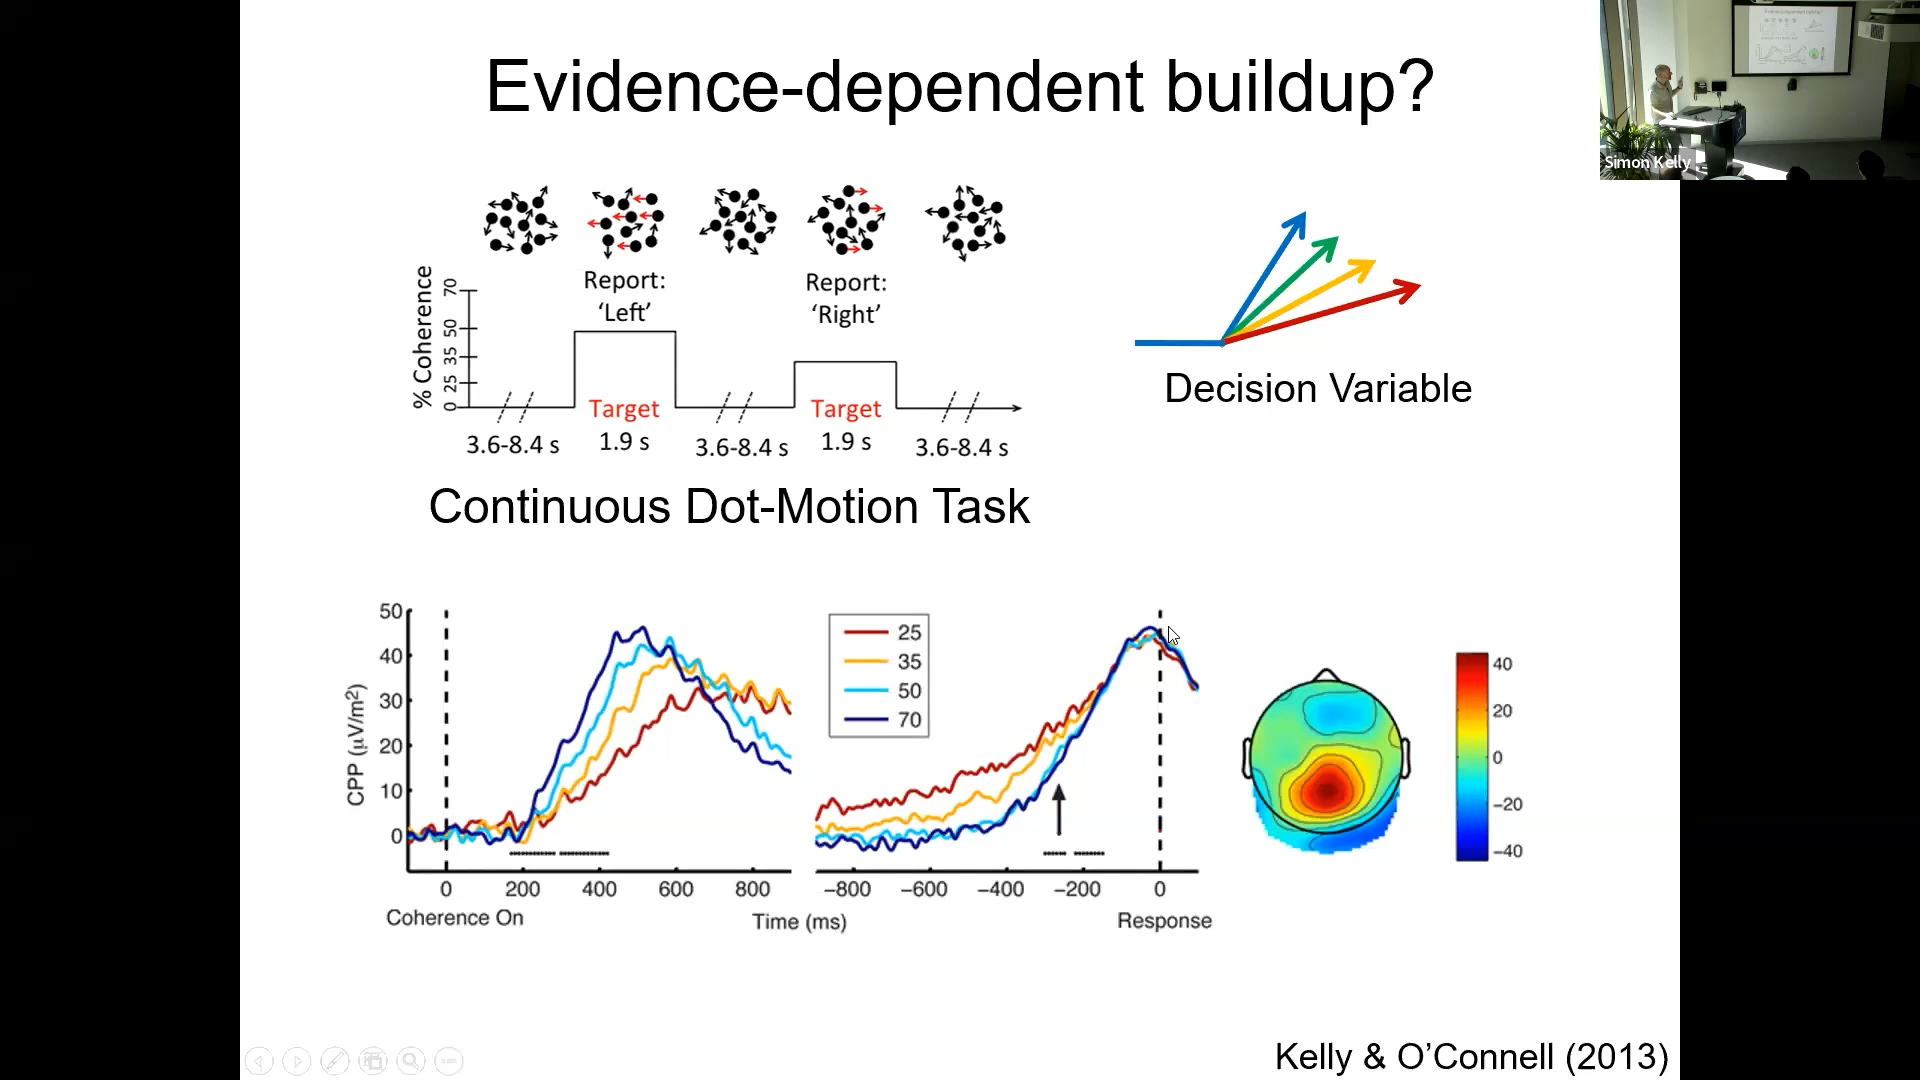 Evidence-dependent buildup?
Simon Kelly
Report:
'Left'
Report:
'Right'
% Coherence
70
50
35
25
0
Target
Target
3.6-8.4 s
1.9 s
3.6-8.4 s
1.9 s
3.6-8.4 s
Continuous Dot-Motion Task
Decision Variable
CPP (µV/m²)
50
40
30
20
10
0
0
200
400
600
800
Coherence On
Time (ms)
25
35
50
70
−800
−600
−400
−200
0
Response
40
20
0
−20
−40
Kelly & O'Connell (2013)